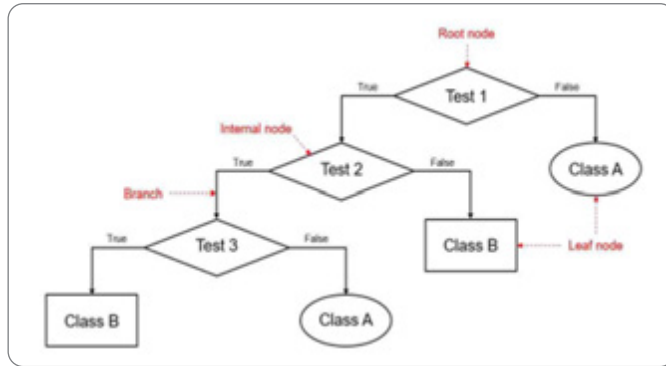 Root node
True
Test 1
False
Internal node
True
Test 2
False
Class A
Branch
True
Test 3
False
Class B
Leaf node
Class B
Class A